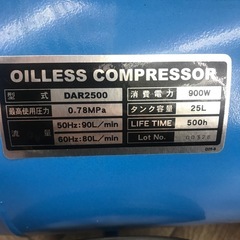 OILLESS COMPRESSOR
型式 DAR2500 消費電力 900W
最高使用圧力 0.78MPa タンク容量 25L
流量 50Hz:90L/min LIFE TIME 500h
60Hz:80L/min Lot No.